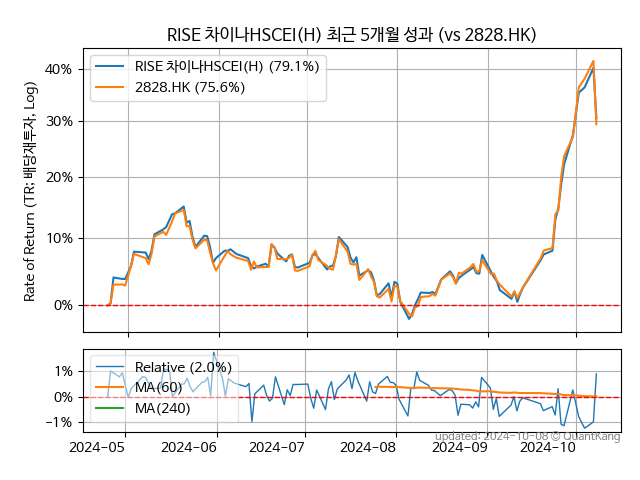 RISE 차이나HSCEI(H) 최근 5개월 성과 (vs 2828.HK)
Rate of Return (TR: 배당재투자, Log)
RISE 차이나HSCEI(H) (79.1%)
2828.HK (75.6%)
40%
30%
20%
10%
0%
Relative (2.0%)
MA(60)
MA(240)
1%
0%
−1%
2024-05
2024-06
2024-07
2024-08
2024-09
2024-10
updated: 2024-10-08 © QuantKang